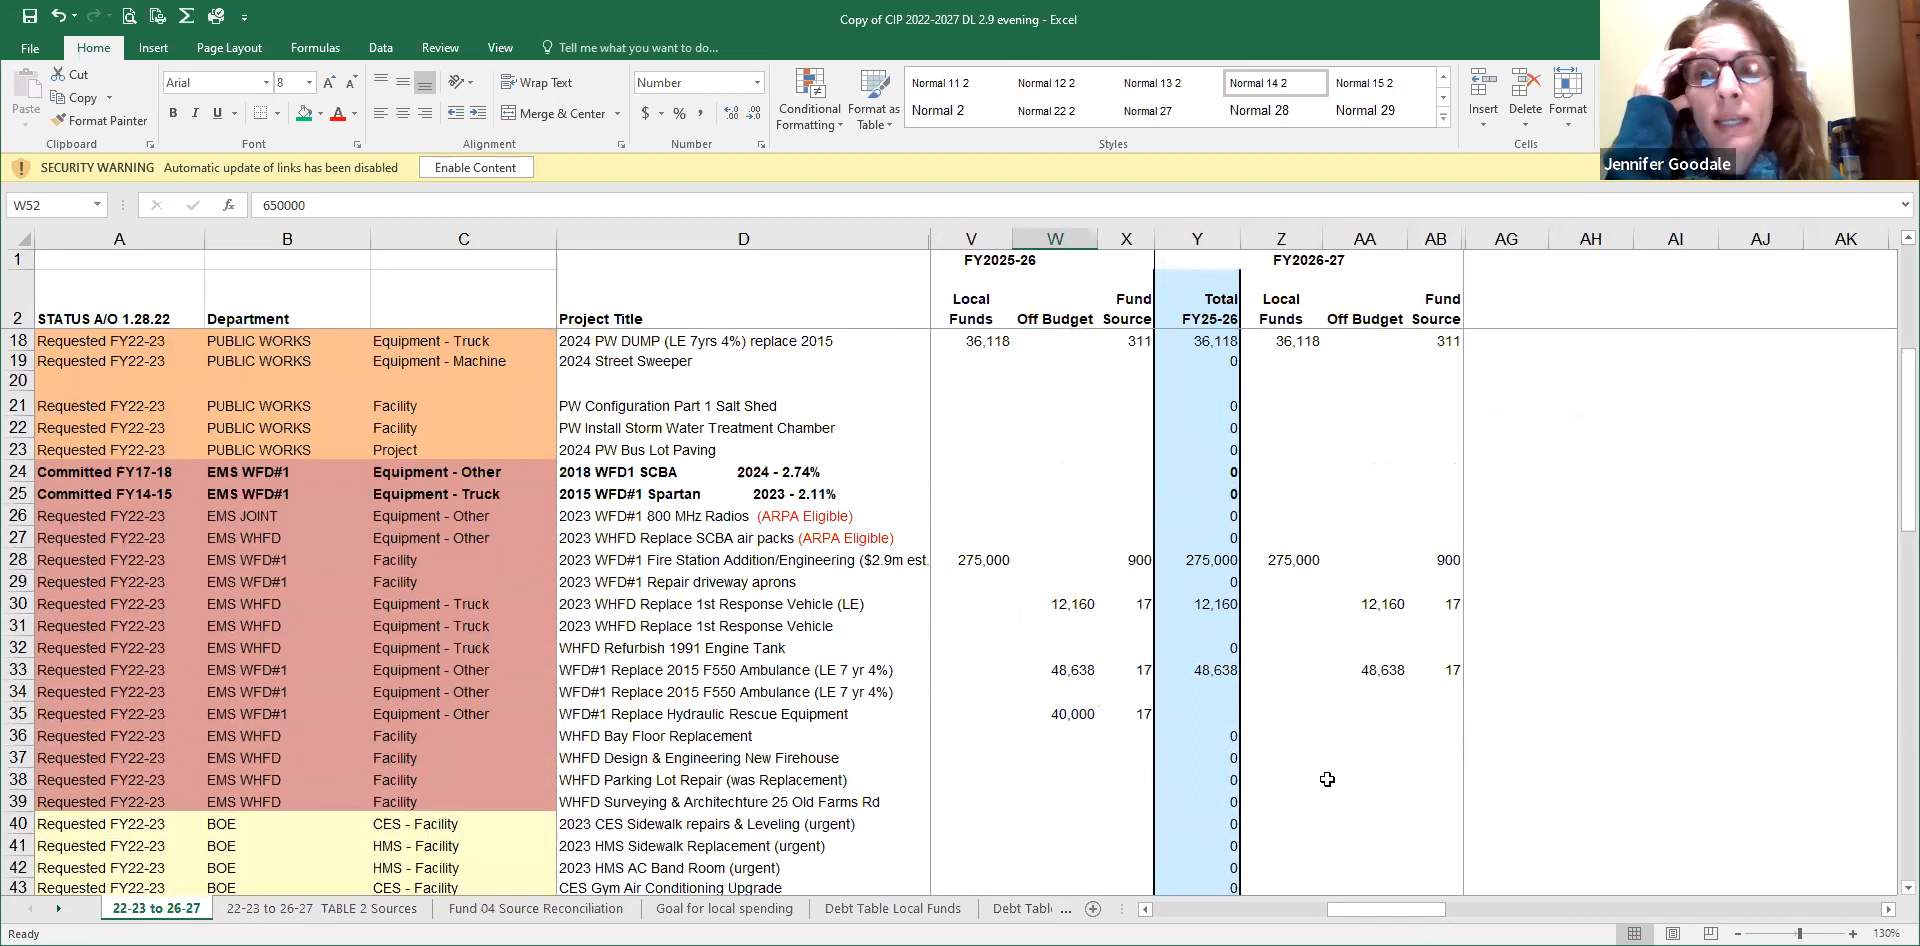 Copy of CIP 2022-2027 DL 2.9 evening - Excel
File Home Insert Page Layout Formulas Data Review View Tell me what you want to do...
Paste Cut Copy Format Painter Clipboard
Arial 8 A A B I U A Font
Wrap Text Merge & Center Alignment
Number $ % , Number
Conditional Formatting Format as Table
Normal 11 2 Normal 12 2 Normal 13 2 Normal 14 2 Normal 15 2
Normal 2 Normal 22 2 Normal 27 Normal 28 Normal 29
Styles
Insert Delete Format Cells
Jennifer Goodale
SECURITY WARNING Automatic update of links has been disabled Enable Content
W52 fx 650000
A B C D V W X Y Z AA AB AG AH AI AJ AK
1 FY2025-26 FY2026-27
Local Fund Total Local Fund
2 STATUS A/O 1.28.22 Department Project Title Funds Off Budget Source FY25-26 Funds Off Budget Source
18 Requested FY22-23 PUBLIC WORKS Equipment - Truck 2024 PW DUMP (LE 7yrs 4%) replace 2015 36,118 311 36,118 36,118 311
19 Requested FY22-23 PUBLIC WORKS Equipment - Machine 2024 Street Sweeper 0
20
21 Requested FY22-23 PUBLIC WORKS Facility PW Configuration Part 1 Salt Shed 0
22 Requested FY22-23 PUBLIC WORKS Facility PW Install Storm Water Treatment Chamber 0
23 Requested FY22-23 PUBLIC WORKS Project 2024 PW Bus Lot Paving 0
24 Committed FY17-18 EMS WFD#1 Equipment - Other 2018 WFD1 SCBA 2024 - 2.74% 0
25 Committed FY14-15 EMS WFD#1 Equipment - Truck 2015 WFD#1 Spartan 2023 - 2.11% 0
26 Requested FY22-23 EMS JOINT Equipment - Other 2023 WFD#1 800 MHz Radios (ARPA Eligible) 0
27 Requested FY22-23 EMS WHFD Equipment - Other 2023 WHFD Replace SCBA air packs (ARPA Eligible) 0
28 Requested FY22-23 EMS WFD#1 Facility 2023 WFD#1 Fire Station Addition/Engineering ($2.9m est. 275,000 900 275,000 275,000 900
29 Requested FY22-23 EMS WFD#1 Facility 2023 WFD#1 Repair driveway aprons 0
30 Requested FY22-23 EMS WHFD Equipment - Truck 2023 WHFD Replace 1st Response Vehicle (LE) 12,160 17 12,160 12,160 17
31 Requested FY22-23 EMS WHFD Equipment - Truck 2023 WHFD Replace 1st Response Vehicle
32 Requested FY22-23 EMS WHFD Equipment - Truck WHFD Refurbish 1991 Engine Tank 0
33 Requested FY22-23 EMS WFD#1 Equipment - Other WFD#1 Replace 2015 F550 Ambulance (LE 7 yr 4%) 48,638 17 48,638 48,638 17
34 Requested FY22-23 EMS WFD#1 Equipment - Other WFD#1 Replace 2015 F550 Ambulance (LE 7 yr 4%)
35 Requested FY22-23 EMS WFD#1 Equipment - Other WFD#1 Replace Hydraulic Rescue Equipment 40,000 17
36 Requested FY22-23 EMS WHFD Facility WHFD Bay Floor Replacement 0
37 Requested FY22-23 EMS WHFD Facility WHFD Design & Engineering New Firehouse 0
38 Requested FY22-23 EMS WHFD Facility WHFD Parking Lot Repair (was Replacement) 0
39 Requested FY22-23 EMS WHFD Facility WHFD Surveying & Architechture 25 Old Farms Rd 0
40 Requested FY22-23 BOE CES - Facility 2023 CES Sidewalk repairs & Leveling (urgent) 0
41 Requested FY22-23 BOE HMS - Facility 2023 HMS Sidewalk Replacement (urgent) 0
42 Requested FY22-23 BOE HMS - Facility 2023 HMS AC Band Room (urgent) 0
43 Requested FY22-23 BOE CES - Facility CES Gym Air Conditioning Upgrade 0
22-23 to 26-27 22-23 to 26-27 TABLE 2 Sources Fund 04 Source Reconciliation Goal for local spending Debt Table Local Funds Debt Tabl ...
Ready 130%